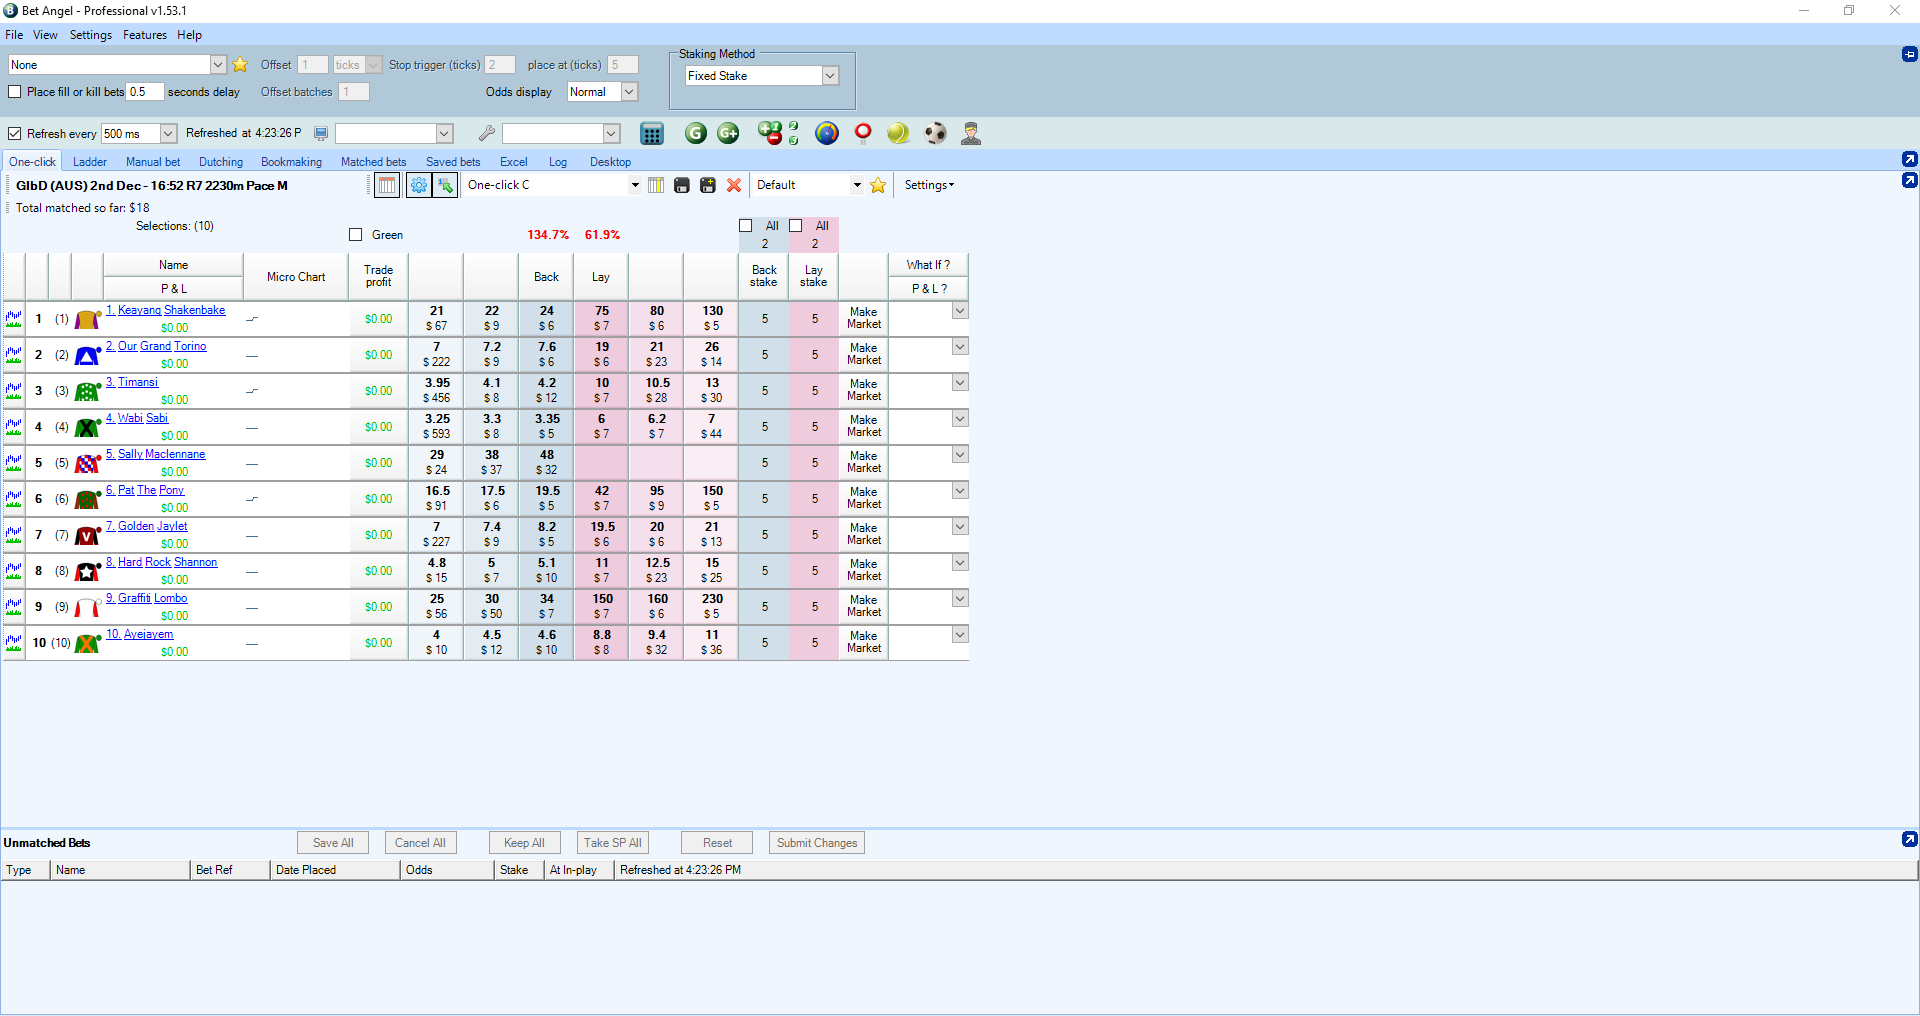 Bet Angel - Professional v1.53.1
File View Settings Features Help
None Offset 1 ticks Stop trigger (ticks) 2 place at (ticks) 5
Staking Method
Fixed Stake
Place fill or kill bets 0.5 seconds delay Offset batches 1 Odds display Normal
Refresh every 500 ms Refreshed at 4:23:26 P
G G+
One-click Ladder Manual bet Dutching Bookmaking Matched bets Saved bets Excel Log Desktop
GlbD (AUS) 2nd Dec - 16:52 R7 2230m Pace M One-click C Default Settings
Total matched so far: $18
Selections: (10) All All
Green 134.7% 61.9% 2 2
Name Micro Chart Trade profit Back Lay Back stake Lay stake What If ?
P & L P & L ?
1 (1) 1. Keayang Shakenbake $0.00 21 22 24 75 80 130 5 5 Make Market
$0.00 $ 67 $ 9 $ 6 $ 7 $ 6 $ 5
2 (2) 2. Our Grand Torino $0.00 7 7.2 7.6 19 21 26 5 5 Make Market
$0.00 $ 222 $ 9 $ 6 $ 6 $ 23 $ 14
3 (3) 3. Timansi $0.00 3.95 4.1 4.2 10 10.5 13 5 5 Make Market
$0.00 $ 456 $ 8 $ 12 $ 7 $ 28 $ 30
4 (4) 4. Wabi Sabi $0.00 3.25 3.3 3.35 6 6.2 7 5 5 Make Market
$0.00 $ 593 $ 8 $ 5 $ 7 $ 7 $ 44
5 (5) 5. Sally Maclennane $0.00 29 38 48 5 5 Make Market
$0.00 $ 24 $ 37 $ 32
6 (6) 6. Pat The Pony $0.00 16.5 17.5 19.5 42 95 150 5 5 Make Market
$0.00 $ 91 $ 6 $ 5 $ 7 $ 9 $ 5
7 (7) 7. Golden Jaylet $0.00 7 7.4 8.2 19.5 20 21 5 5 Make Market
$0.00 $ 227 $ 9 $ 5 $ 6 $ 6 $ 13
8 (8) 8. Hard Rock Shannon $0.00 4.8 5 5.1 11 12.5 15 5 5 Make Market
$0.00 $ 15 $ 7 $ 10 $ 7 $ 23 $ 25
9 (9) 9. Graffiti Lombo $0.00 25 30 34 150 160 230 5 5 Make Market
$0.00 $ 56 $ 50 $ 7 $ 7 $ 6 $ 5
10 (10) 10. Ayejayem $0.00 4 4.5 4.6 8.8 9.4 11 5 5 Make Market
$0.00 $ 10 $ 12 $ 10 $ 8 $ 32 $ 36
Unmatched Bets Save All Cancel All Keep All Take SP All Reset Submit Changes
Type Name Bet Ref Date Placed Odds Stake At In-play Refreshed at 4:23:26 PM